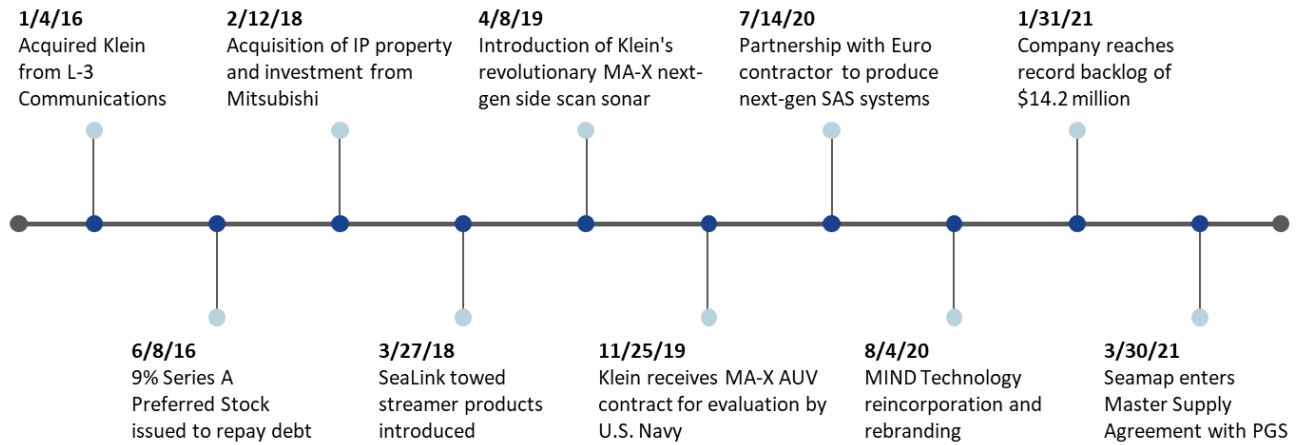 1/4/16
Acquired Klein
from L-3
Communications
2/12/18
Acquisition of IP property
and investment from
Mitsubishi
4/8/19
Introduction of Klein's
revolutionary MA-X next-
gen side scan sonar
7/14/20
Partnership with Euro
contractor to produce
next-gen SAS systems
1/31/21
Company reaches
record backlog of
$14.2 million
6/8/16
9% Series A
Preferred Stock
issued to repay debt
3/27/18
SeaLink towed
streamer products
introduced
11/25/19
Klein receives MA-X AUV
contract for evaluation by
U.S. Navy
8/4/20
MIND Technology
reincorporation and
rebranding
3/30/21
Seamap enters
Master Supply
Agreement with PGS